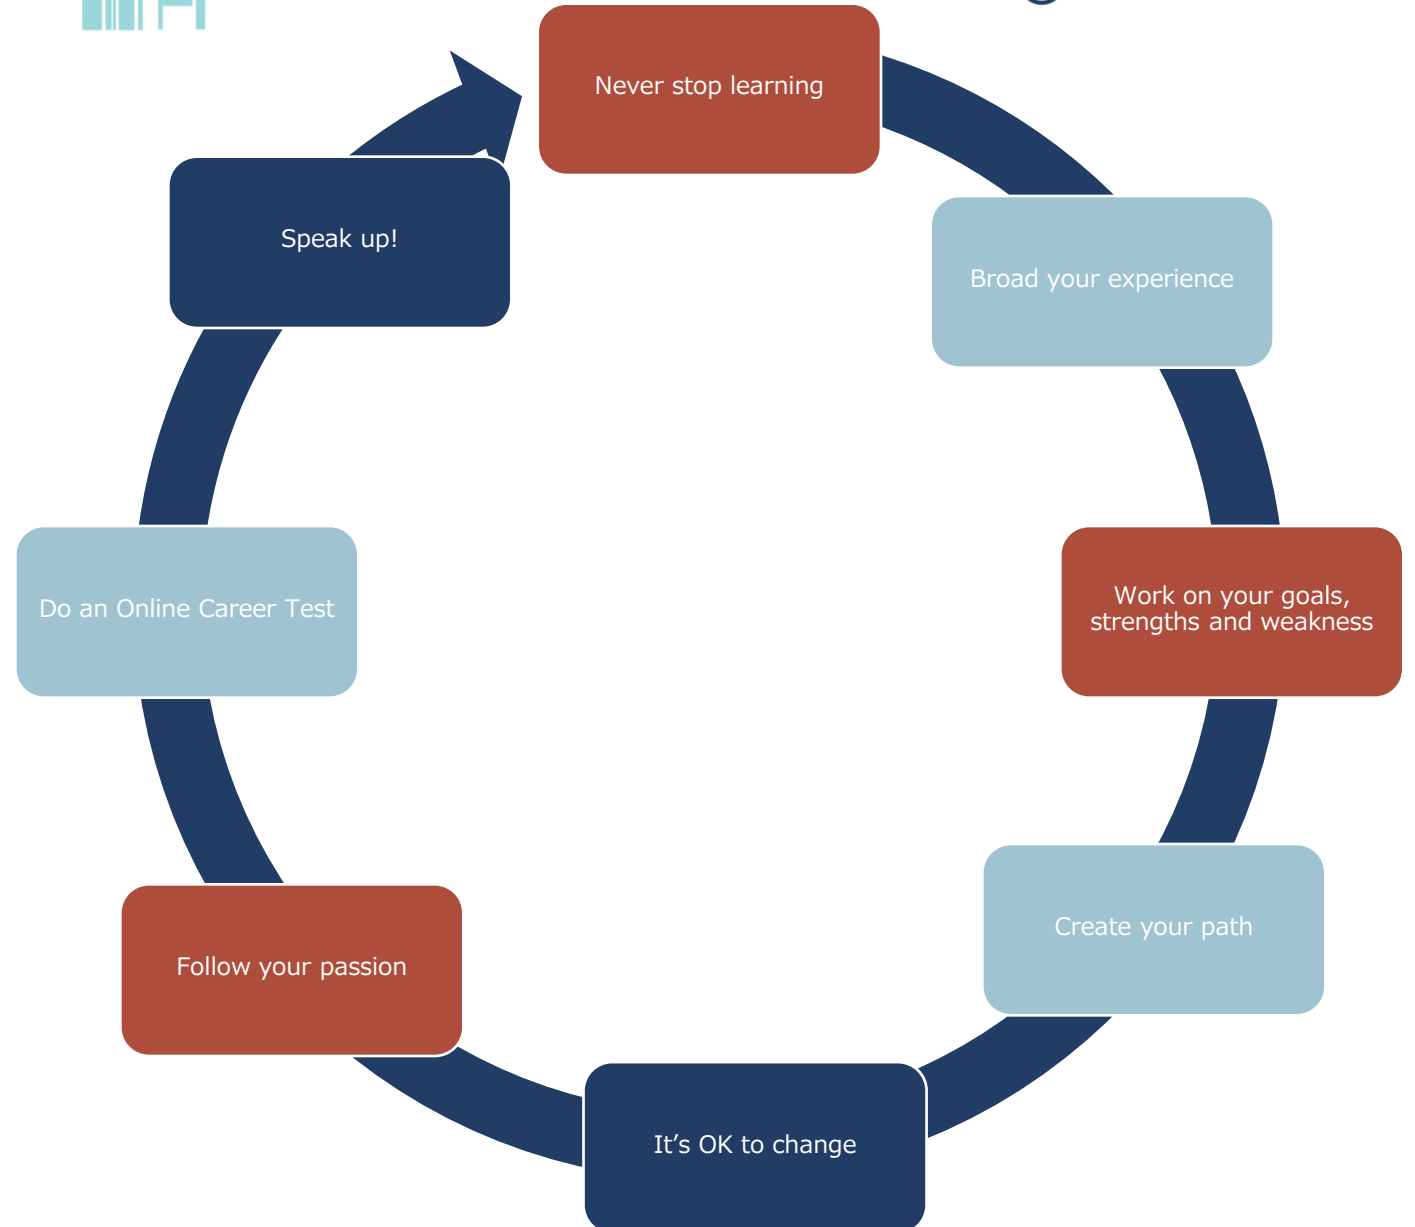 Never stop learning
Broad your experience
Work on your goals,
strengths and weakness
Create your path
It’s OK to change
Follow your passion
Do an Online Career Test
Speak up!